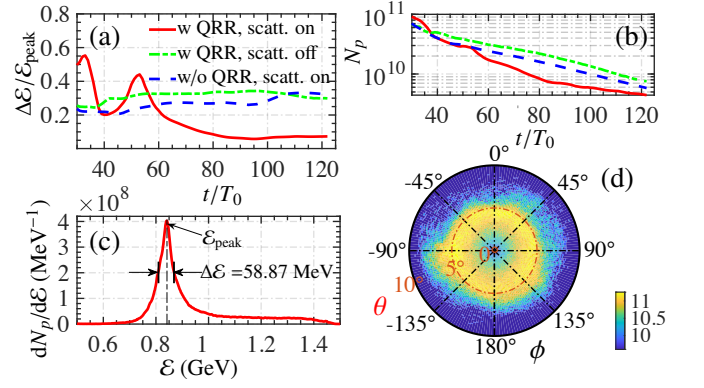 0.8
0.6
0.4
0.2
0
Δℰ/ℰpeak
(a)
w QRR, scatt. on
w QRR, scatt. off
w/o QRR, scatt. on
40 60 80 100 120
t/T0
10^11
10^10
Np
(b)
40 60 80 100 120
t/T0
×10^8
4
3
2
1
0
dNp/dℰ (MeV−1)
(c)
ℰpeak
Δℰ =58.87 MeV
0.6 0.8 1 1.2 1.4
ℰ (GeV)
(d)
0°
-45° 45°
-90° 90°
-135° 135°
180°
0°
5°
10°
θ
ϕ
11
10.5
10